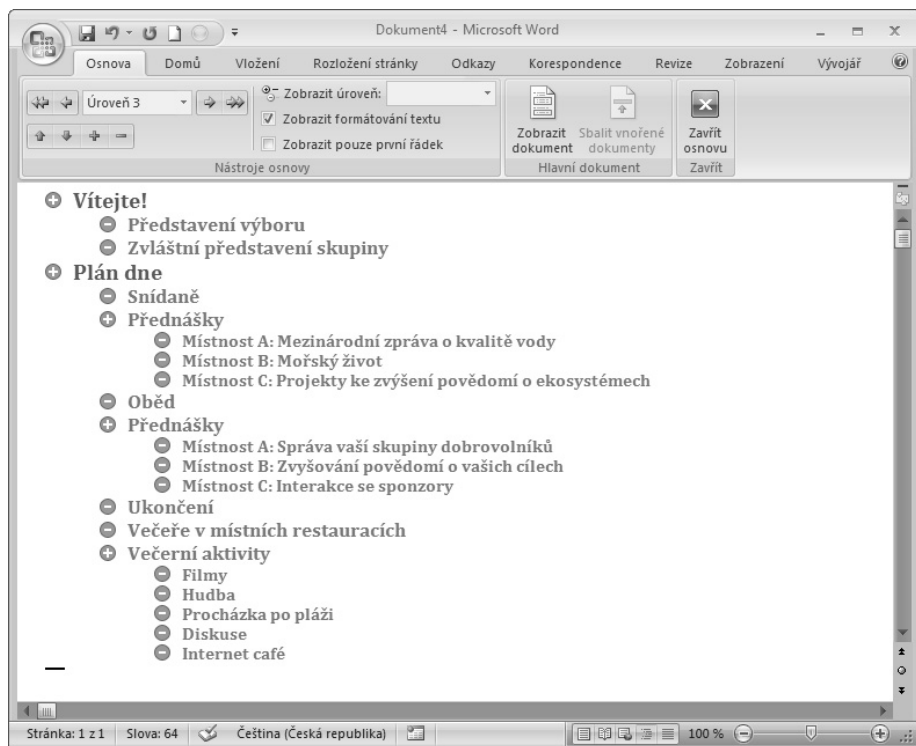 Dokument4 - Microsoft Word
Osnova Domů Vložení Rozložení stránky Odkazy Korespondence Revize Zobrazení Vývojář
Úroveň 3
Zobrazit úroveň:
Zobrazit formátování textu
Zobrazit pouze první řádek
Nástroje osnovy
Zobrazit dokument
Sbalit vnořené dokumenty
Hlavní dokument
Zavřít osnovu
Zavřít
Vítejte!
Představení výboru
Zvláštní představení skupiny
Plán dne
Snídaně
Přednášky
Místnost A: Mezinárodní zpráva o kvalitě vody
Místnost B: Mořský život
Místnost C: Projekty ke zvýšení povědomí o ekosystémech
Oběd
Přednášky
Místnost A: Správa vaší skupiny dobrovolníků
Místnost B: Zvyšování povědomí o vašich cílech
Místnost C: Interakce se sponzory
Ukončení
Večeře v místních restauracích
Večerní aktivity
Filmy
Hudba
Procházka po pláži
Diskuse
Internet café
Stránka: 1 z 1 Slova: 64 Čeština (Česká republika) 100 %